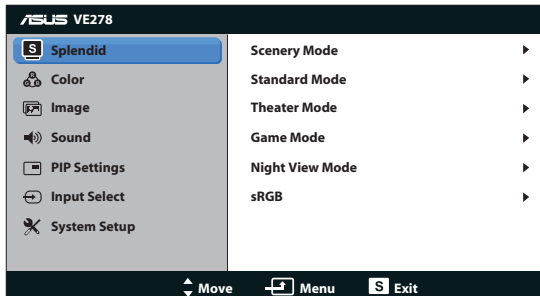 ASUS VE278
S Splendid
Color
Image
Sound
PIP Settings
Input Select
System Setup
Scenery Mode
Standard Mode
Theater Mode
Game Mode
Night View Mode
sRGB
Move Menu S Exit